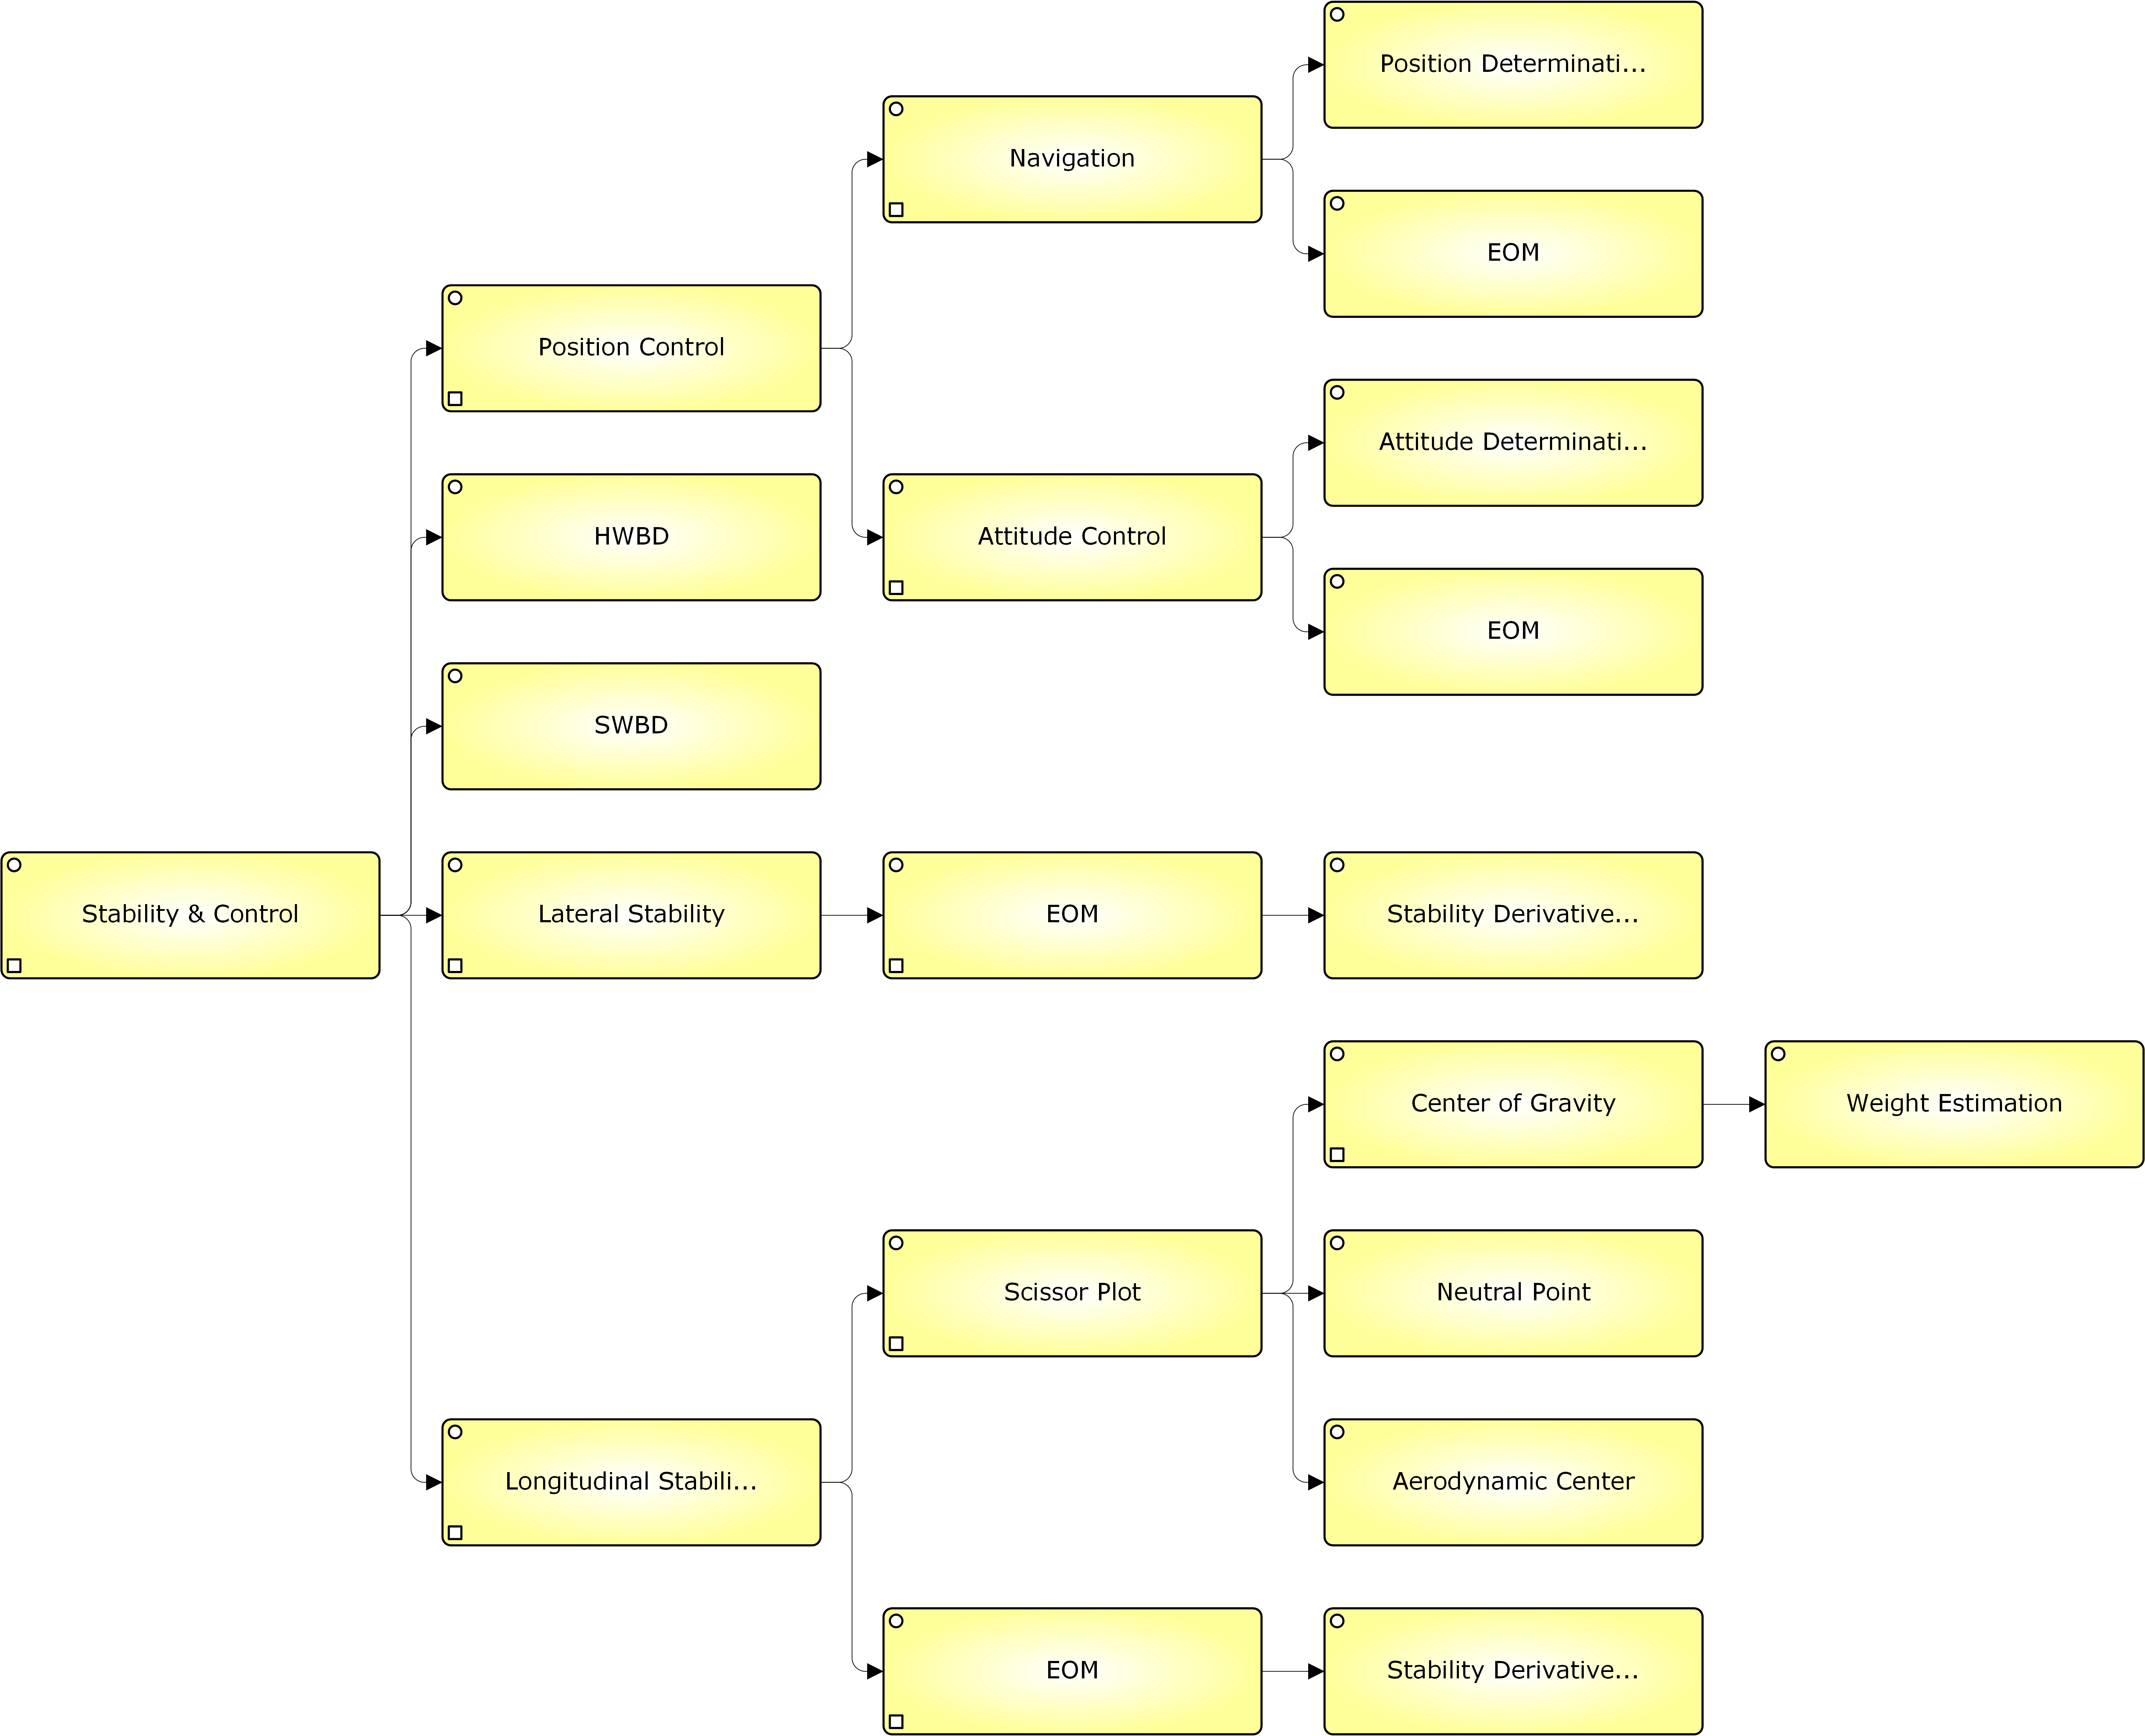 Position Determinati...
Navigation
EOM
Position Control
Attitude Determinati...
HWBD
Attitude Control
EOM
SWBD
Stability & Control
Lateral Stability
EOM
Stability Derivative...
Center of Gravity
Weight Estimation
Scissor Plot
Neutral Point
Longitudinal Stabili...
Aerodynamic Center
EOM
Stability Derivative...